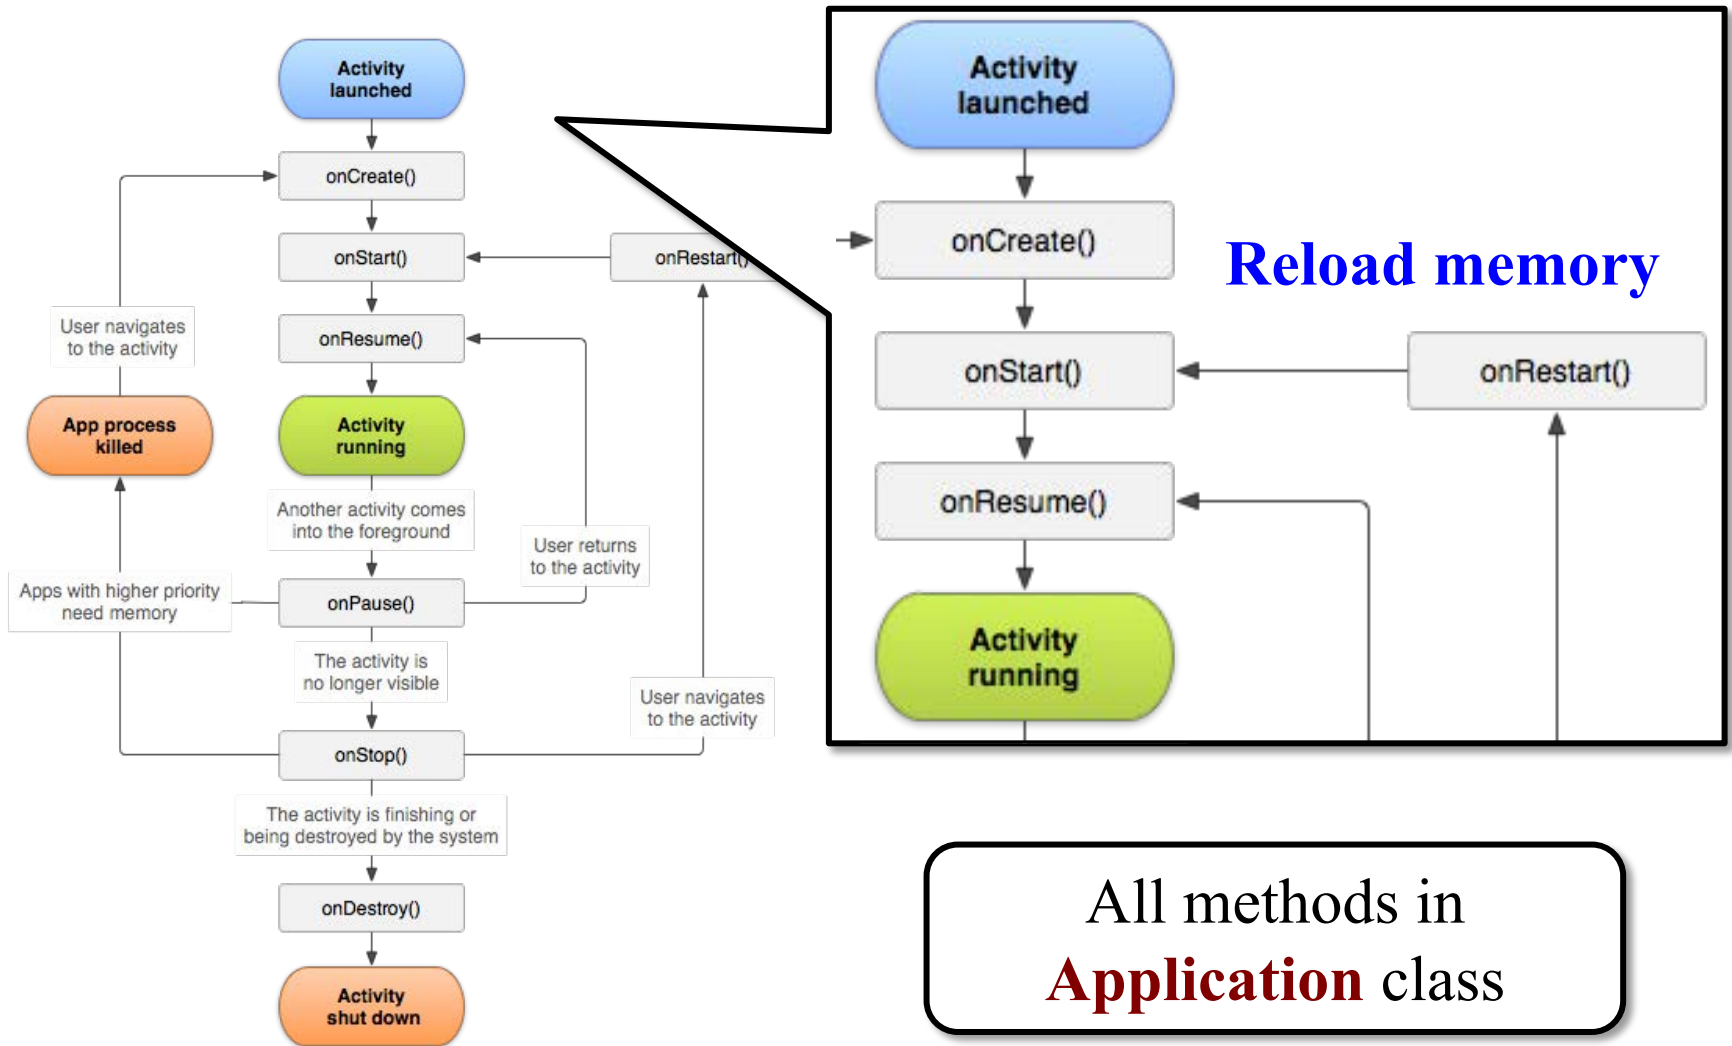 Activity
launched
onCreate()
onStart()
onRestart()
User navigates
to the activity
onResume()
App process
killed
Activity
running
Another activity comes
into the foreground
User returns
to the activity
Apps with higher priority
need memory
onPause()
The activity is
no longer visible
User navigates
to the activity
onStop()
The activity is finishing or
being destroyed by the system
onDestroy()
Activity
shut down
Activity
launched
onCreate()
Reload memory
onStart()
onRestart()
onResume()
Activity
running
All methods in
Application class